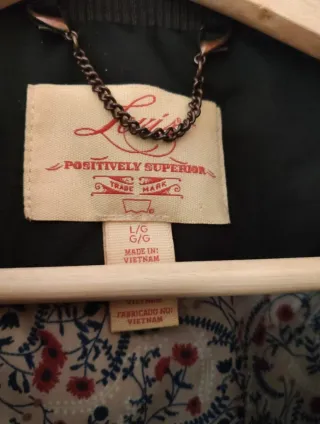 Levi's
POSITIVELY SUPERIOR
TRADE MARK
L/G
G/G
MADE IN/
VIETNAM
FABRICADO NO/
VIETNAM